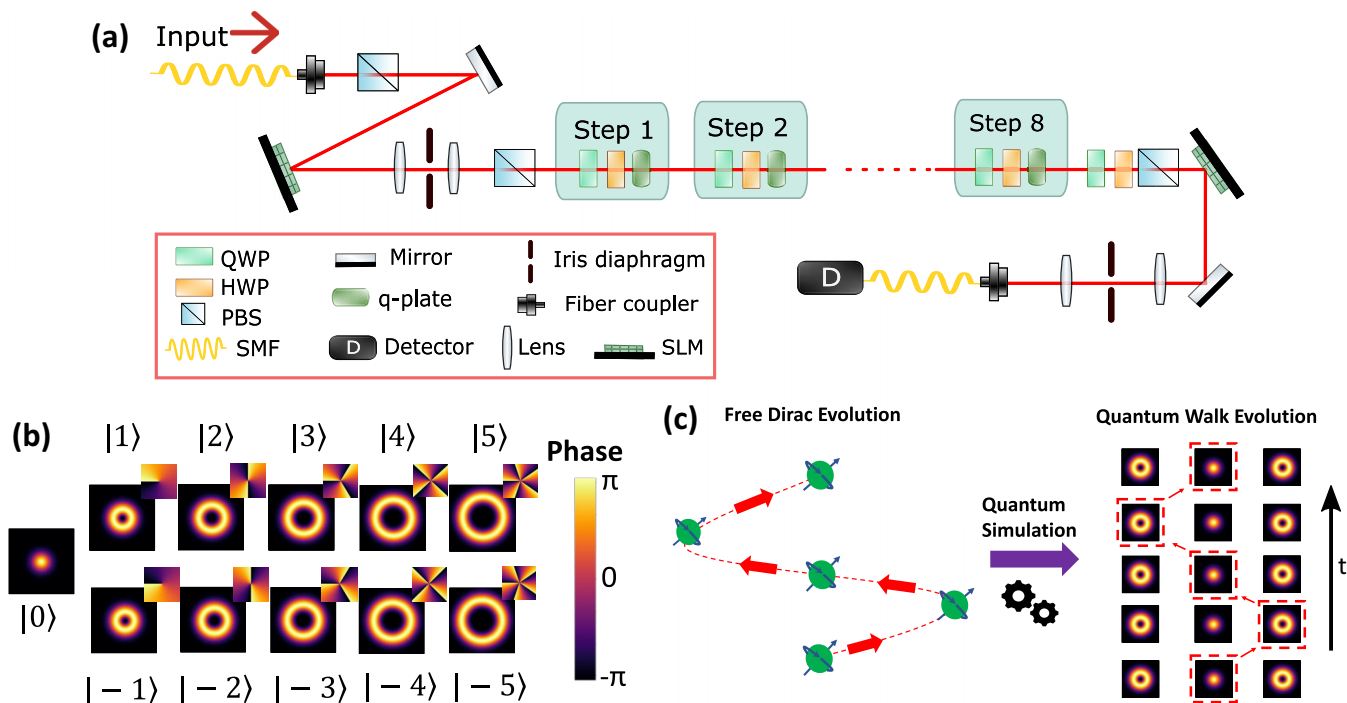 (a)
Input
Step 1
Step 2
Step 8
QWP
HWP
PBS
SMF
Mirror
q-plate
D
Detector
Iris diaphragm
Fiber coupler
Lens
SLM
D
(b)
|1⟩ |2⟩ |3⟩ |4⟩ |5⟩
|0⟩
|−1⟩ |−2⟩ |−3⟩ |−4⟩ |−5⟩
Phase
π
0
-π
(c)
Free Dirac Evolution
Quantum
Simulation
Quantum Walk Evolution
t